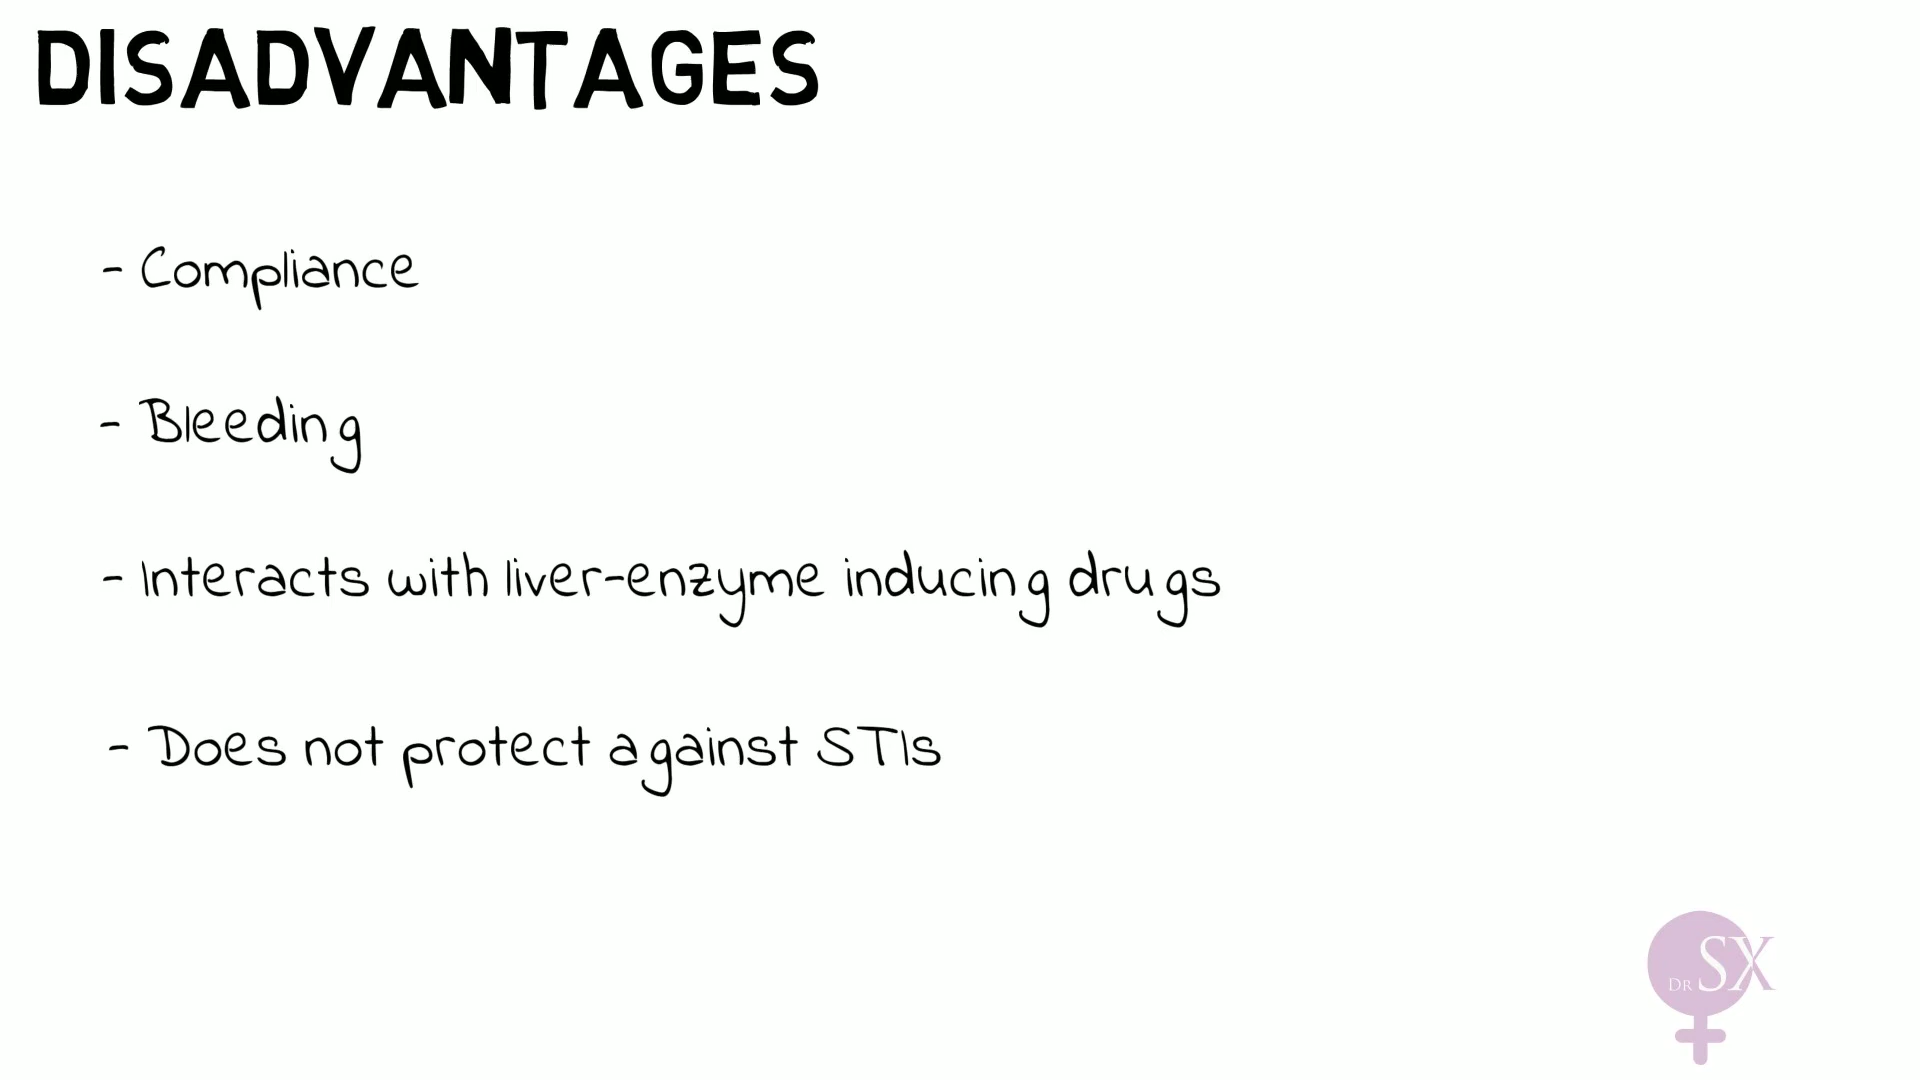 DISADVANTAGES
- Compliance
- Bleeding
- Interacts with liver-enzyme inducing drugs
- Does not protect against STIs
DR SX